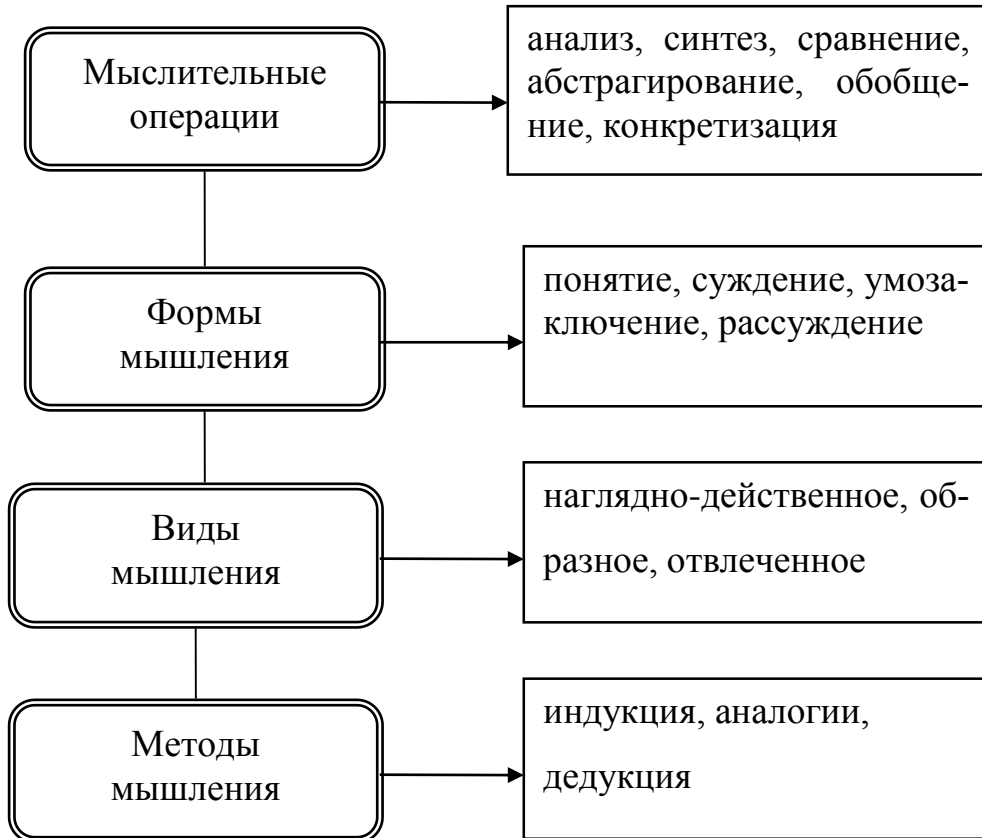 Мыслительные
операции
анализ, синтез, сравнение,
абстрагирование, обобще-
ние, конкретизация
Формы
мышления
понятие, суждение, умоза-
ключение, рассуждение
Виды
мышления
наглядно-действенное, об-
разное, отвлеченное
Методы
мышления
индукция, аналогии,
дедукция